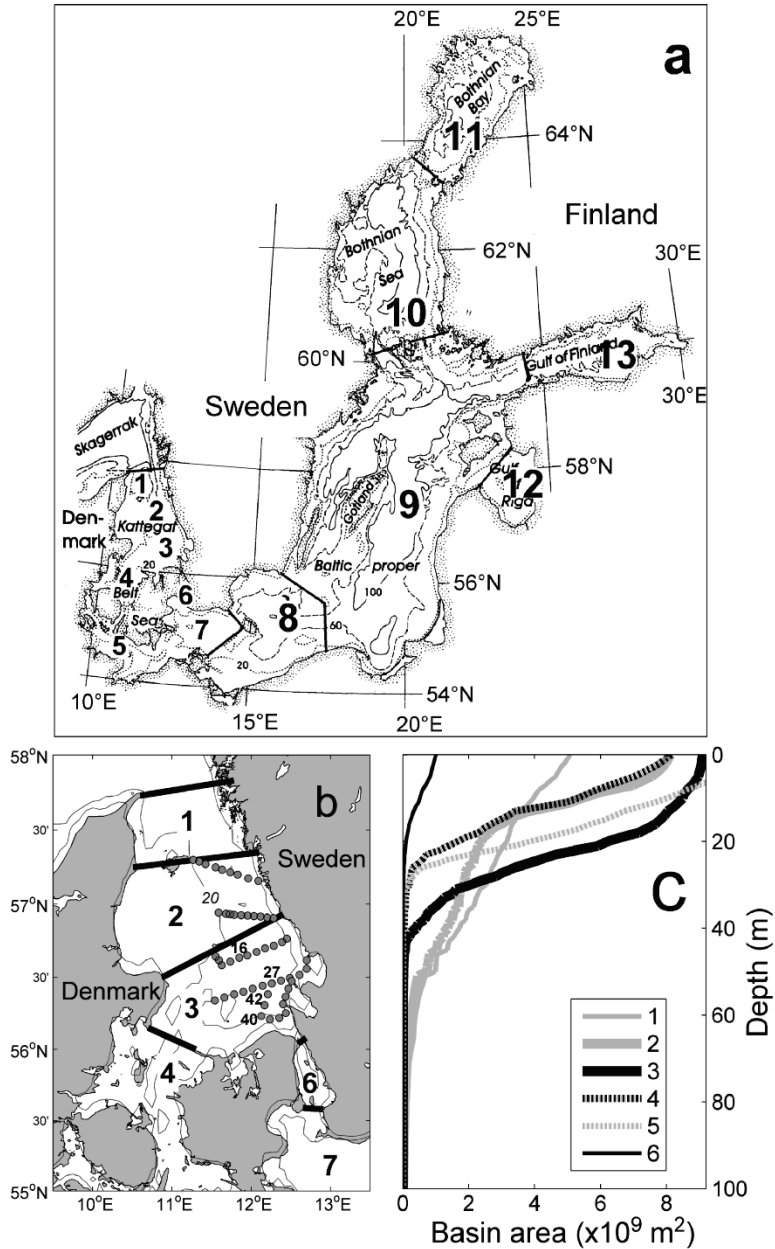 20°E
25°E
a
Bothnian
Bay
11
64°N
Finland
Bothnian
Sea
62°N
30°E
10
60°N
Gulf of Finland
13
30°E
Sweden
Skagerrak
58°N
Gulf
12
Riga
1
2
Den-
mark
Kattegat
3
Gotland
9
4
20
Belt
6
Baltic proper
56°N
100
Sea
7
8
60
5
20
10°E
15°E
20°E
54°N
58°N
b
1
30'
Sweden
57°N
20
2
16
27
30'
Denmark
3
42
40
56°N
4
6
30'
7
55°N
10°E
11°E
12°E
13°E
0
20
40
60
80
100
Depth (m)
C
1
2
3
4
5
6
0
4
8
Basin area (x10⁹ m²)